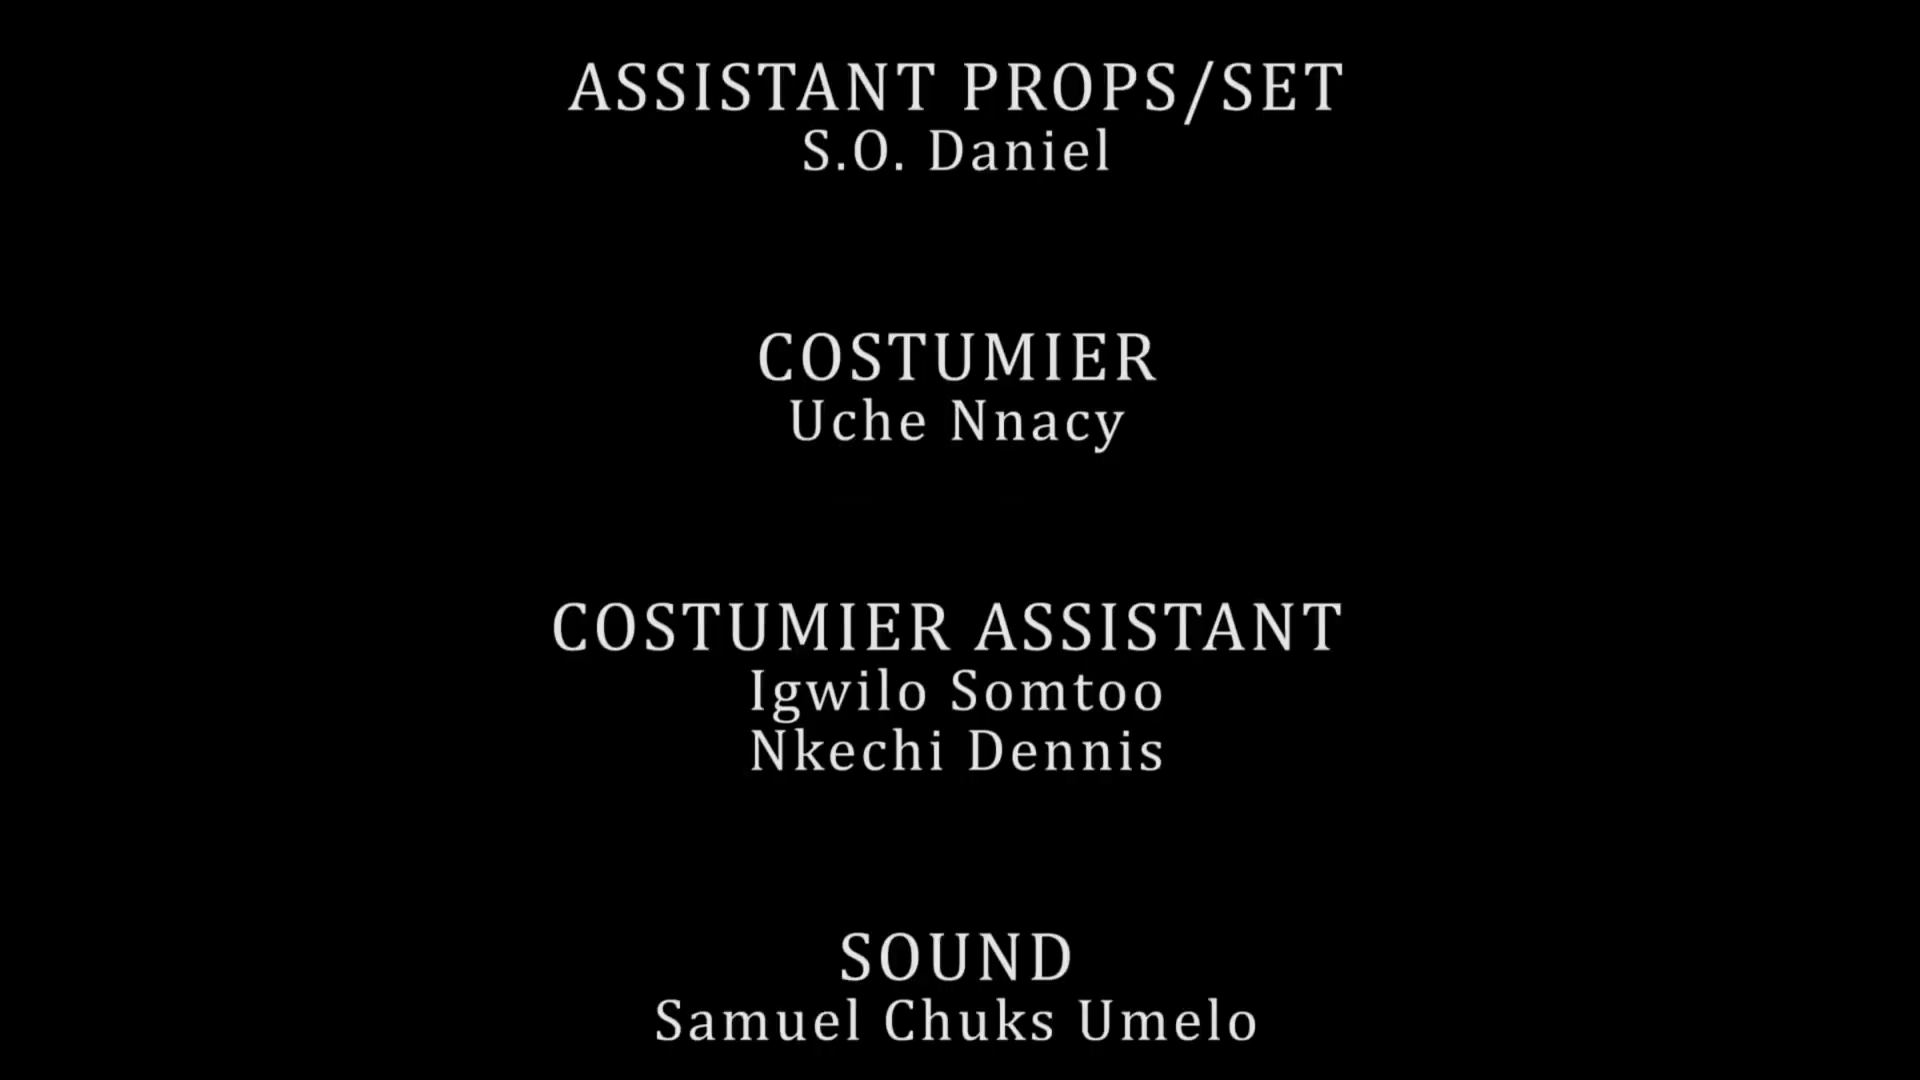 ASSISTANT PROPS/SET
S.O. Daniel
COSTUMIER
Uche Nnacy
COSTUMIER ASSISTANT
Igwilo Somtoo
Nkechi Dennis
SOUND
Samuel Chuks Umelo